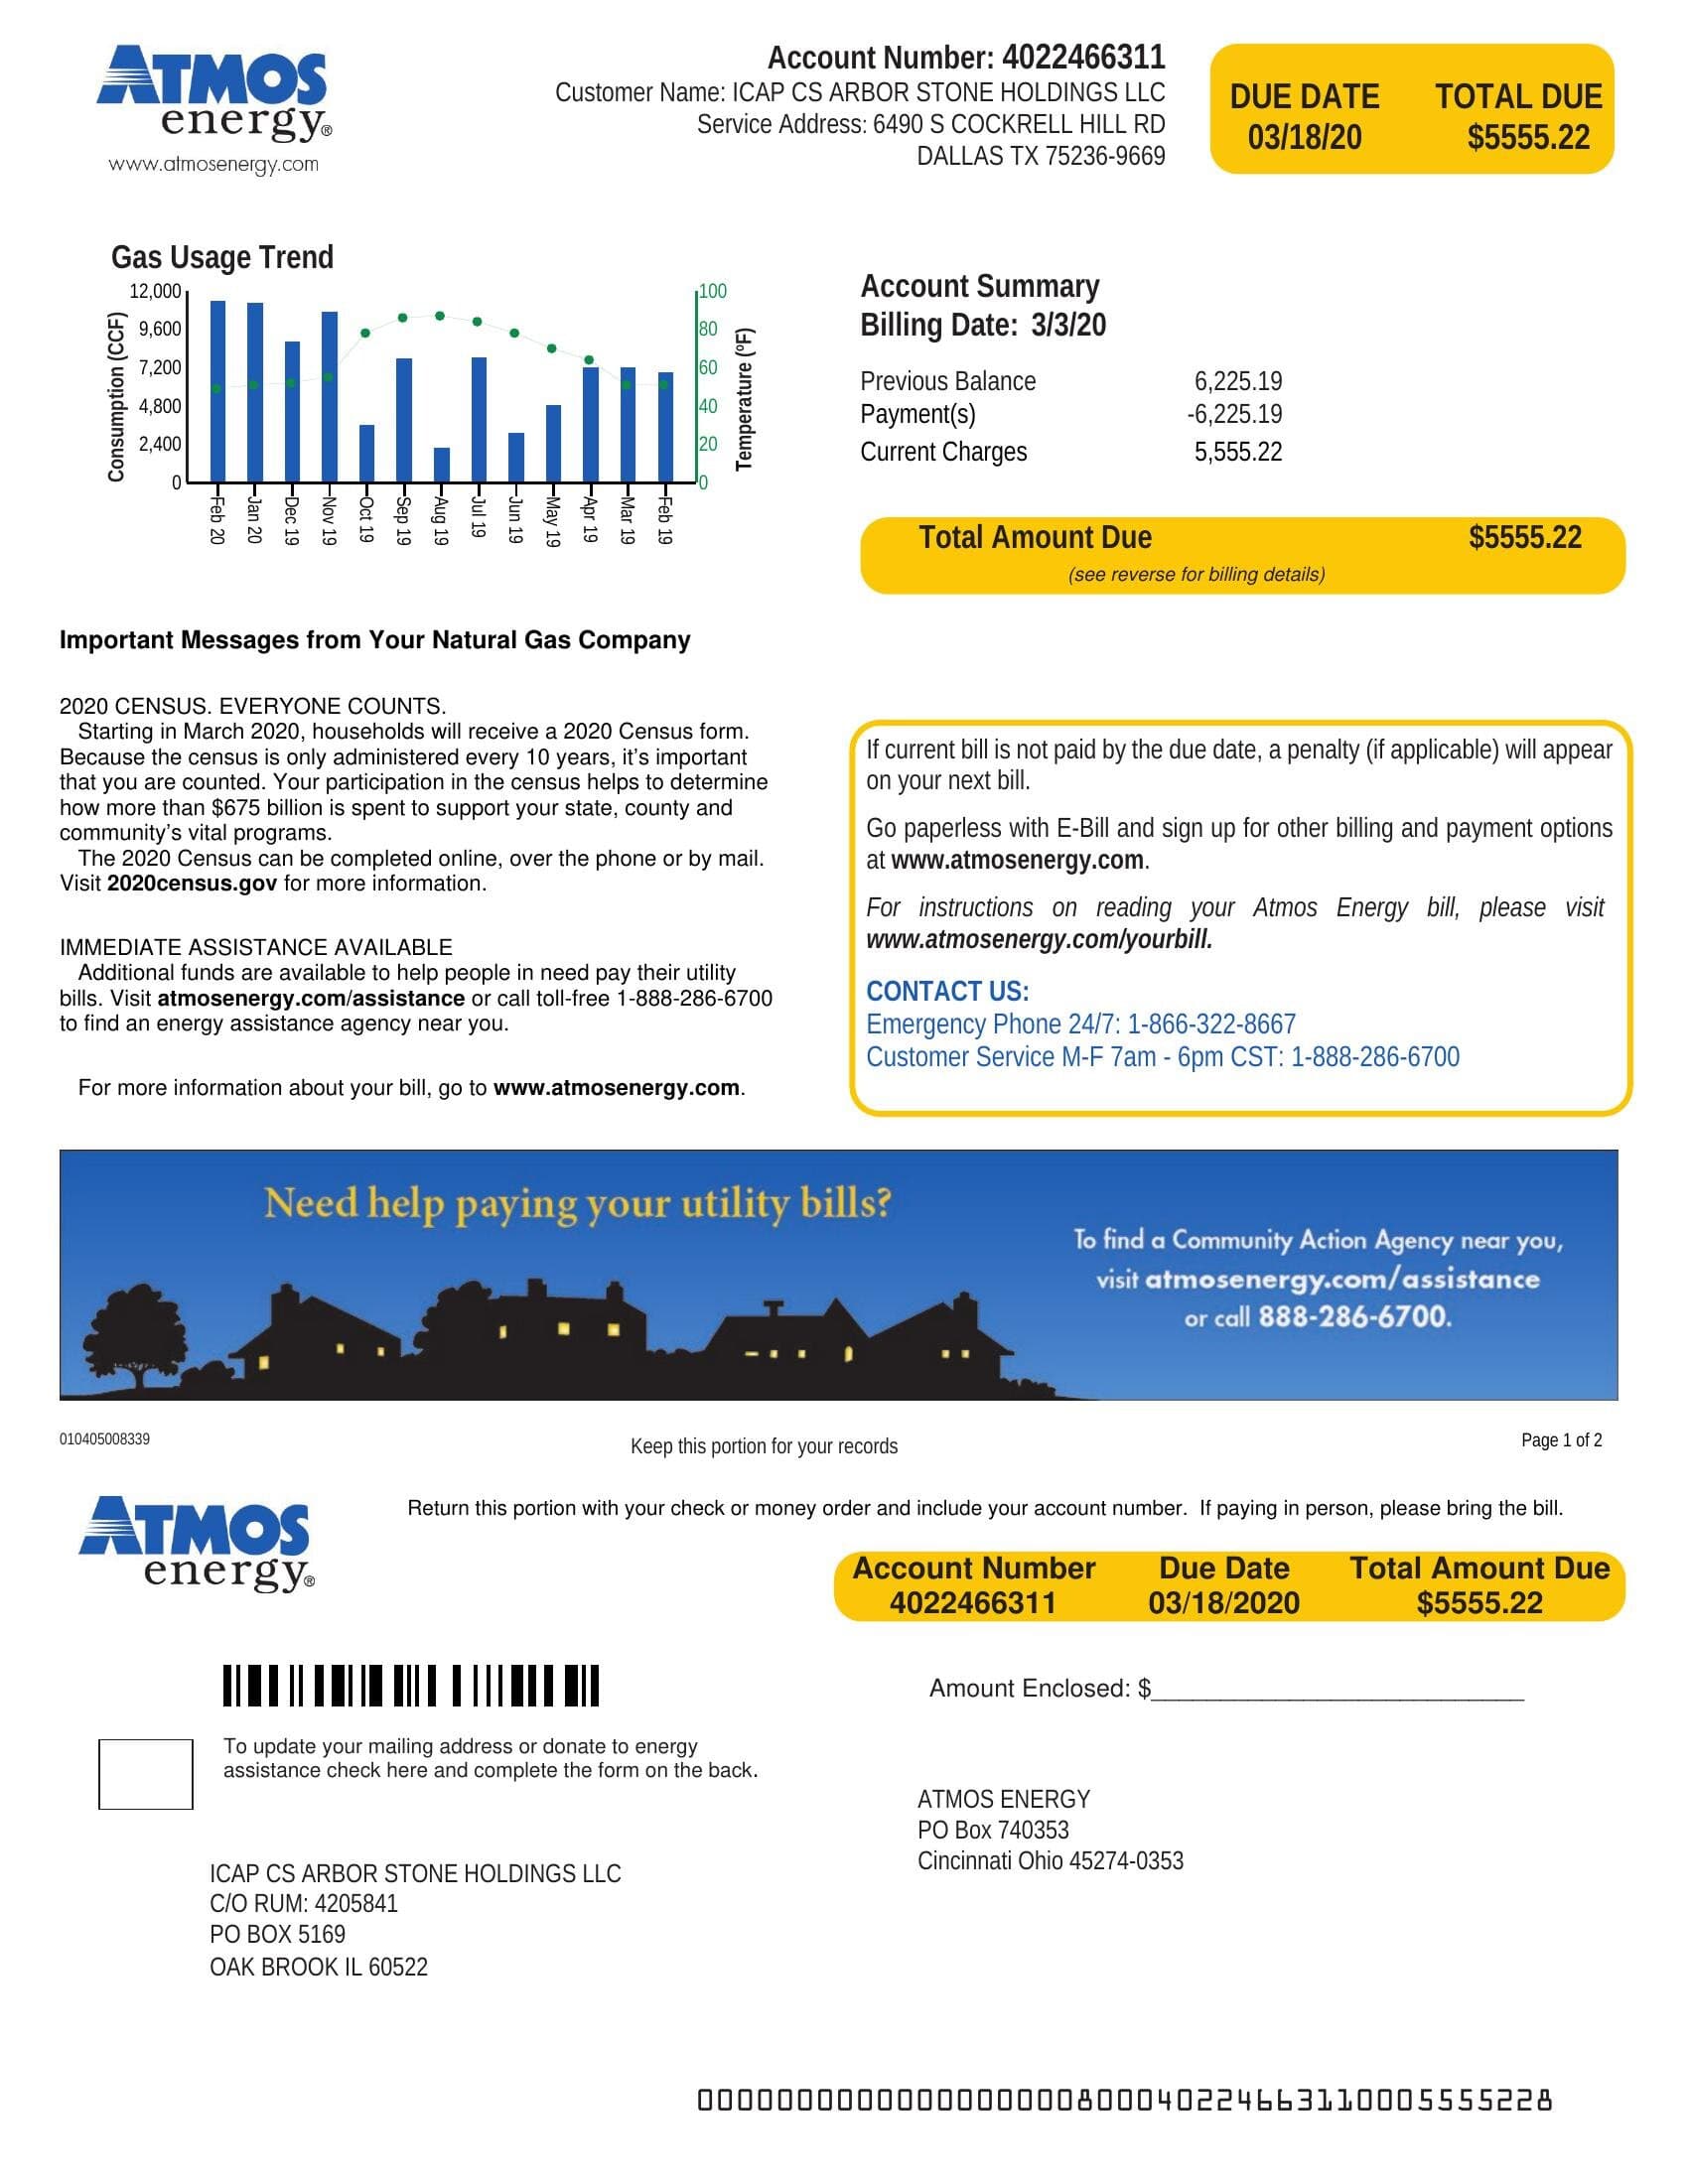 ATMOS
energy®
www.atmosenergy.com
Account Number: 4022466311
Customer Name: ICAP CS ARBOR STONE HOLDINGS LLC
Service Address: 6490 S COCKRELL HILL RD
DALLAS TX 75236-9669
DUE DATE TOTAL DUE
03/18/20 $5555.22
Gas Usage Trend
Consumption (CCF)
12,000
9,600
7,200
4,800
2,400
0
100
80
60
40
20
0
Temperature (ºF)
Feb 20 Jan 20 Dec 19 Nov 19 Oct 19 Sep 19 Aug 19 Jul 19 Jun 19 May 19 Apr 19 Mar 19 Feb 19
Account Summary
Billing Date: 3/3/20
Previous Balance 6,225.19
Payment(s) -6,225.19
Current Charges 5,555.22
Total Amount Due $5555.22
(see reverse for billing details)
Important Messages from Your Natural Gas Company
2020 CENSUS. EVERYONE COUNTS.
Starting in March 2020, households will receive a 2020 Census form.
Because the census is only administered every 10 years, it’s important
that you are counted. Your participation in the census helps to determine
how more than $675 billion is spent to support your state, county and
community’s vital programs.
The 2020 Census can be completed online, over the phone or by mail.
Visit 2020census.gov for more information.
IMMEDIATE ASSISTANCE AVAILABLE
Additional funds are available to help people in need pay their utility
bills. Visit atmosenergy.com/assistance or call toll-free 1-888-286-6700
to find an energy assistance agency near you.
For more information about your bill, go to www.atmosenergy.com.
If current bill is not paid by the due date, a penalty (if applicable) will appear
on your next bill.
Go paperless with E-Bill and sign up for other billing and payment options
at www.atmosenergy.com.
For instructions on reading your Atmos Energy bill, please visit
www.atmosenergy.com/yourbill.
CONTACT US:
Emergency Phone 24/7: 1-866-322-8667
Customer Service M-F 7am - 6pm CST: 1-888-286-6700
Need help paying your utility bills?
To find a Community Action Agency near you,
visit atmosenergy.com/assistance
or call 888-286-6700.
010405008339
Keep this portion for your records
Page 1 of 2
ATMOS
energy®
Return this portion with your check or money order and include your account number. If paying in person, please bring the bill.
Account Number Due Date Total Amount Due
4022466311 03/18/2020 $5555.22
Amount Enclosed: $____________________________
To update your mailing address or donate to energy
assistance check here and complete the form on the back.
ATMOS ENERGY
PO Box 740353
Cincinnati Ohio 45274-0353
ICAP CS ARBOR STONE HOLDINGS LLC
C/O RUM: 4205841
PO BOX 5169
OAK BROOK IL 60522
0000000000000000000800040224663110005555228